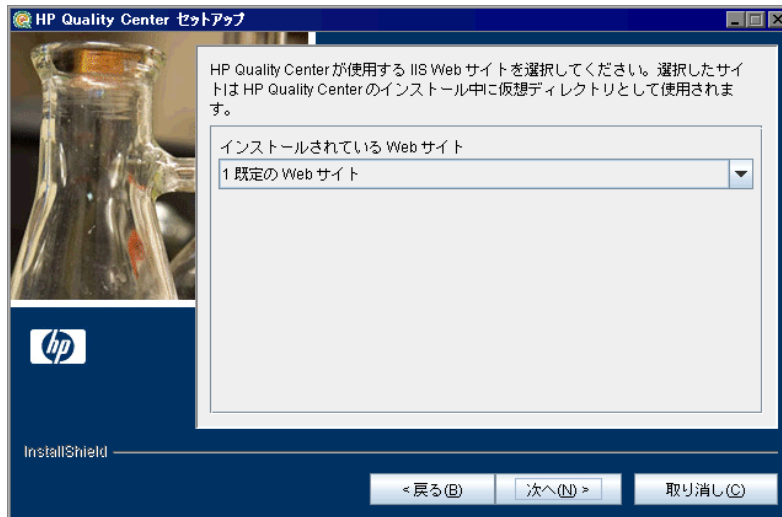 HP Quality Center セットアップ
HP Quality Center が使用する IIS Web サイトを選択してください。選択したサイ
トは HP Quality Center のインストール中に仮想ディレクトリとして使用されま
す。
インストールされている Web サイト
1 既定の Web サイト
hp
InstallShield
<戻る(B)
次へ(N) >
取り消し(C)